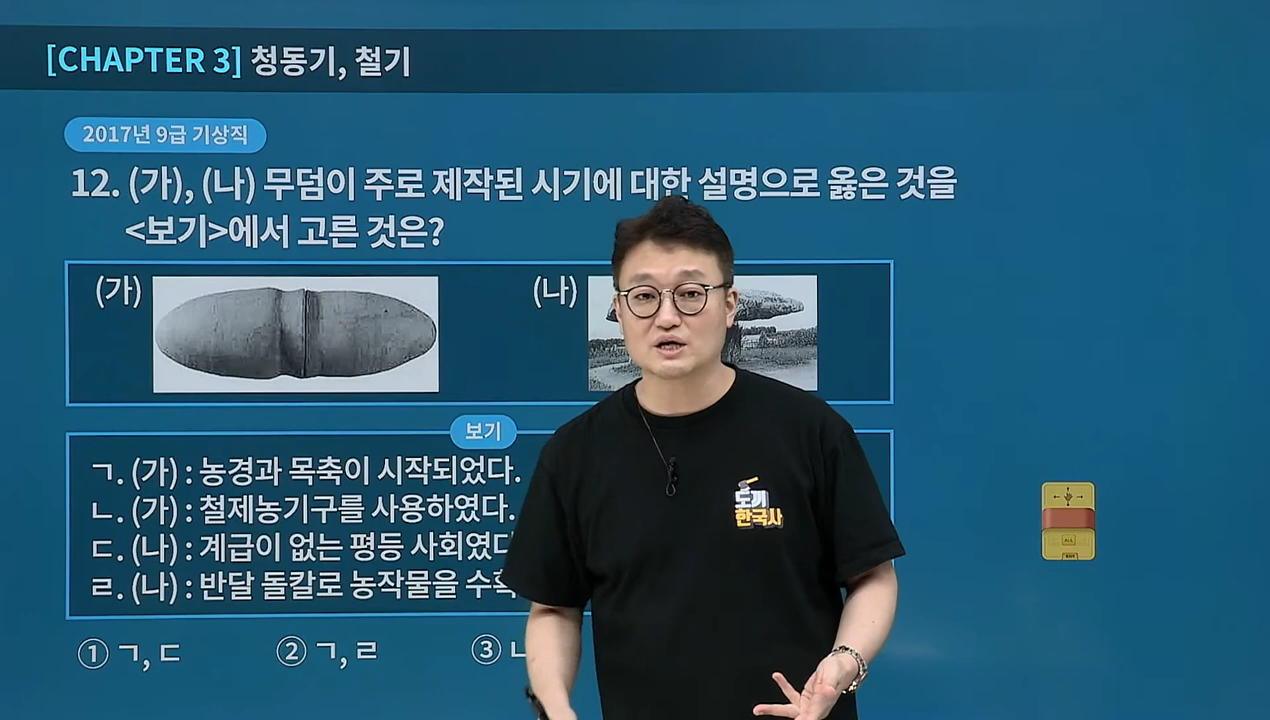 [CHAPTER 3] 청동기, 철기
2017년 9급 기상직
12. (가), (나) 무덤이 주로 제작된 시기에 대한 설명으로 옳은 것을
<보기>에서 고른 것은?
(가)
(나)
보기
ㄱ. (가) : 농경과 목축이 시작되었다.
ㄴ. (가) : 철제농기구를 사용하였다.
ㄷ. (나) : 계급이 없는 평등 사회였다
ㄹ. (나) : 반달 돌칼로 농작물을
① ㄱ, ㄷ
② ㄱ, ㄹ
③ ㄴ
도끼
한국사
ALL
EXIT